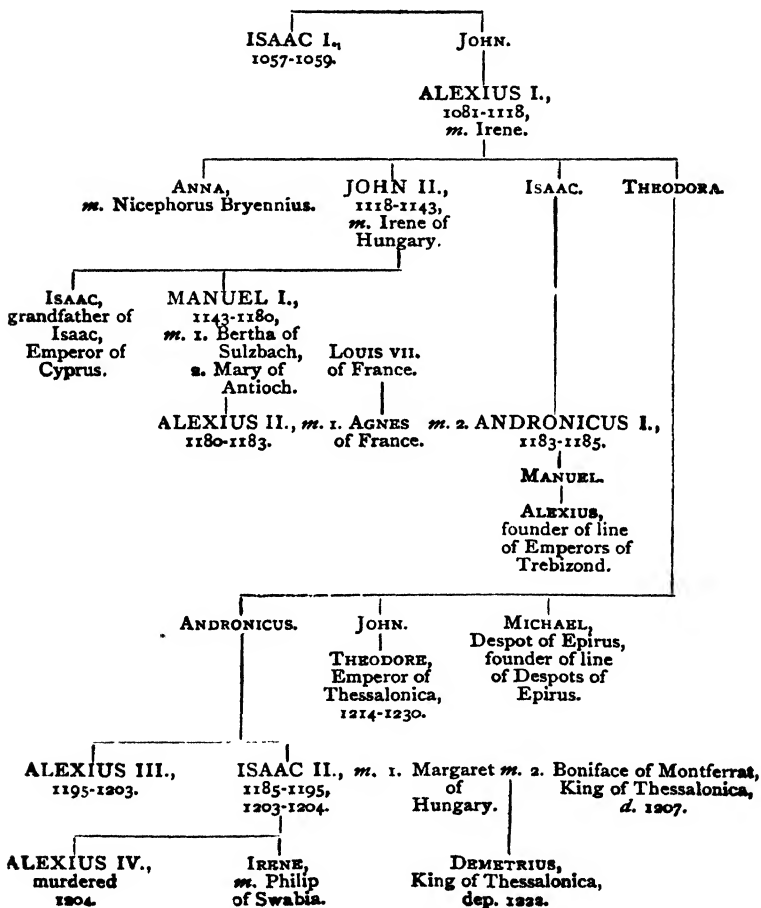 ISAAC I.,
1057-1059.
JOHN.
ALEXIUS I.,
1081-1118,
m. Irene.
ANNA,
m. Nicephorus Bryennius.
JOHN II.,
1118-1143,
m. Irene of
Hungary.
ISAAC.
THEODORA.
ISAAC,
grandfather of
Isaac,
Emperor of
Cyprus.
MANUEL I.,
1143-1180,
m. 1. Bertha of
Sulzbach,
2. Mary of
Antioch.
LOUIS VII.
of France.
ALEXIUS II., m. 1. AGNES m. 2. ANDRONICUS I.,
1180-1183. of France. 1183-1185.
MANUEL.
ALEXIUS,
founder of line
of Emperors of
Trebizond.
ANDRONICUS.
JOHN.
THEODORE,
Emperor of
Thessalonica,
1214-1230.
MICHAEL,
Despot of Epirus,
founder of line
of Despots of
Epirus.
ALEXIUS III.,
1195-1203.
ISAAC II., m. 1. Margaret m. 2. Boniface of Montferrat,
1185-1195, of King of Thessalonica,
1203-1204. Hungary. d. 1207.
ALEXIUS IV.,
murdered
1204.
IRENE,
m. Philip
of Swabia.
DEMETRIUS,
King of Thessalonica,
dep. 1222.